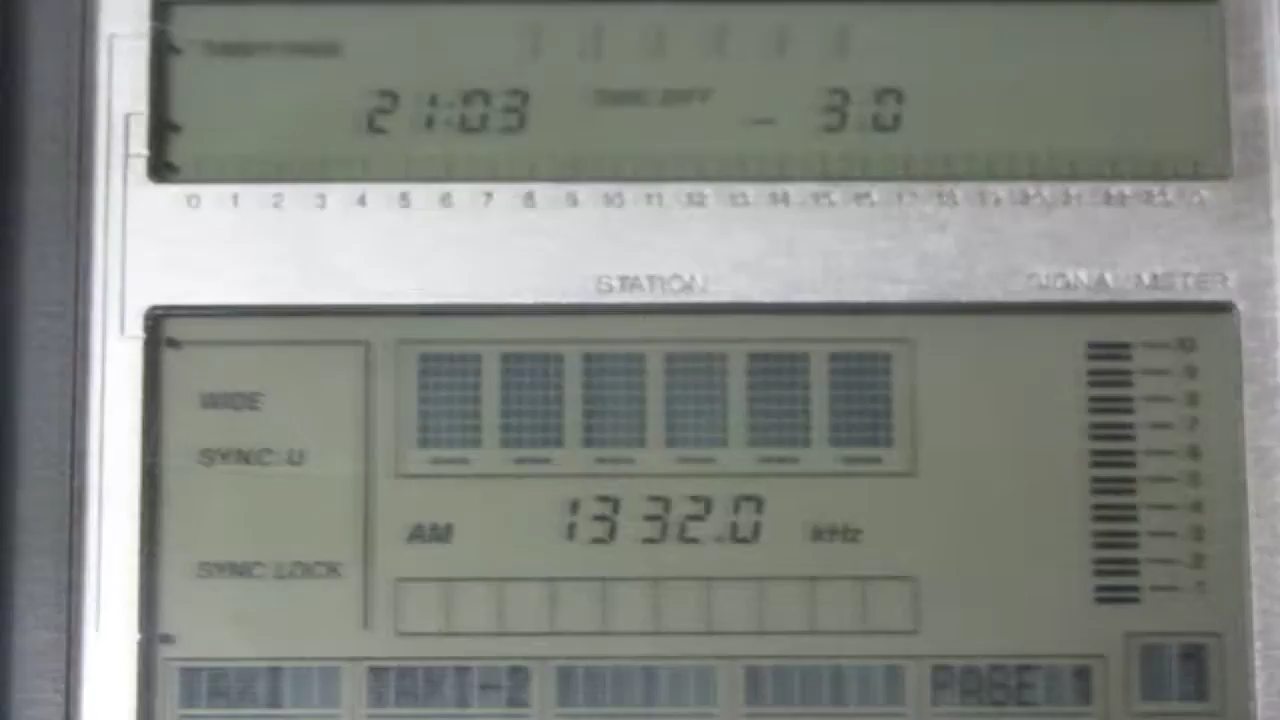 21:03 TIME DIFF - 3:0
0 1 2 3 4 5 6 7 8 9 10 11 12 13 14 15 16 17 18 19 20 21 22 23
STATION SIGNAL METER
10
WIDE 9
8
7
SYNC U 6
5
4
AM 1332.0 kHz 3
SYNC LOCK 2
1
PAGE 1